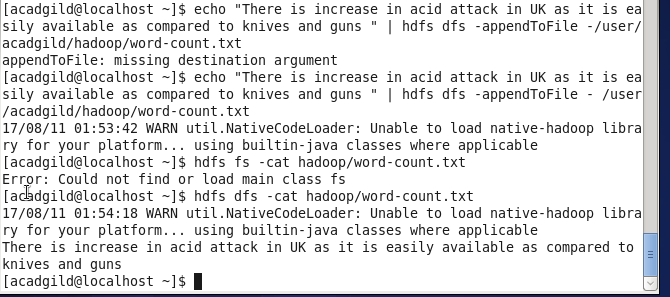 [acadgild@localhost ~]$ echo "There is increase in acid attack in UK as it is ea
sily available as compared to knives and guns " | hdfs dfs -appendToFile -/user/
acadgild/hadoop/word-count.txt
appendToFile: missing destination argument
[acadgild@localhost ~]$ echo "There is increase in acid attack in UK as it is ea
sily available as compared to knives and guns " | hdfs dfs -appendToFile - /user
/acadgild/hadoop/word-count.txt
17/08/11 01:53:42 WARN util.NativeCodeLoader: Unable to load native-hadoop libra
ry for your platform... using builtin-java classes where applicable
[acadgild@localhost ~]$ hdfs fs -cat hadoop/word-count.txt
Error: Could not find or load main class fs
[acadgild@localhost ~]$ hdfs dfs -cat hadoop/word-count.txt
17/08/11 01:54:18 WARN util.NativeCodeLoader: Unable to load native-hadoop libra
ry for your platform... using builtin-java classes where applicable
There is increase in acid attack in UK as it is easily available as compared to
knives and guns
[acadgild@localhost ~]$